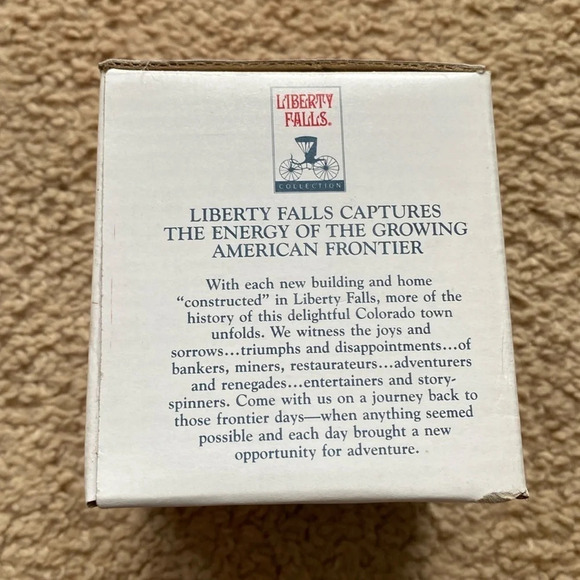 LIBERTY
FALLS®
COLLECTION
LIBERTY FALLS CAPTURES
THE ENERGY OF THE GROWING
AMERICAN FRONTIER
With each new building and home
“constructed” in Liberty Falls, more of the
history of this delightful Colorado town
unfolds. We witness the joys and
sorrows...triumphs and disappointments...of
bankers, miners, restaurateurs...adventurers
and renegades...entertainers and story-
spinners. Come with us on a journey back to
those frontier days—when anything seemed
possible and each day brought a new
opportunity for adventure.